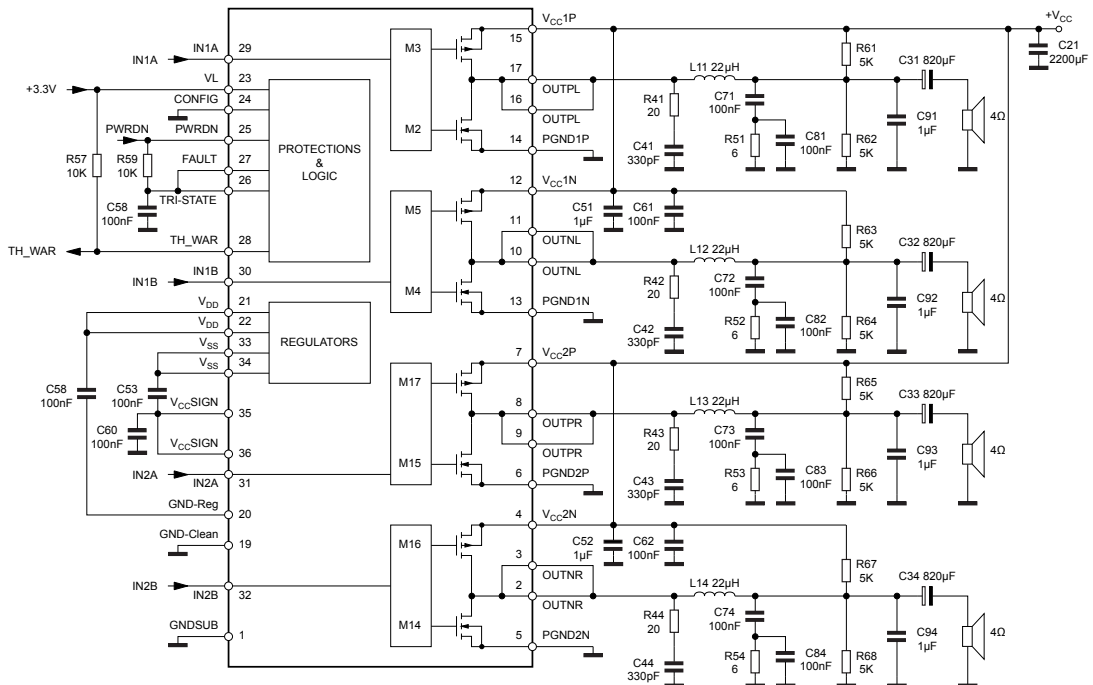 VCC1P
+VCC
IN1A
29
M3
15
R61
5K
C31 820µF
C21
2200µF
IN1A
VL
23
17
L11 22µH
+3.3V
OUTPL
CONFIG
24
16
C71
100nF
R41
20
4Ω
PWRDN
PWRDN
25
M2
OUTPL
14
PGND1P
C91
1µF
R57
10K
R59
10K
FAULT
27
PROTECTIONS
&
LOGIC
C41
330pF
R51
6
C81
100nF
R62
5K
26
TRI-STATE
C58
100nF
12
VCC1N
M5
C51
1µF
C61
100nF
11
R63
5K
C32 820µF
TH_WAR
TH_WAR
28
OUTNL
L12 22µH
10
OUTNL
IN1B
IN1B
30
M4
R42
20
C72
100nF
4Ω
VDD
21
13
PGND1N
C92
1µF
VDD
22
REGULATORS
C42
330pF
R52
6
C82
100nF
R64
5K
VSS
33
VSS
34
7
VCC2P
M17
C58
100nF
C53
100nF
R65
5K
C33 820µF
VCCSIGN
35
8
L13 22µH
OUTPR
C60
100nF
9
R43
20
C73
100nF
4Ω
VCCSIGN
36
OUTPR
M15
C93
1µF
IN2A
IN2A
31
6
PGND2P
C43
330pF
R53
6
C83
100nF
R66
5K
GND-Reg
20
4
VCC2N
GND-Clean
19
M16
C52
1µF
C62
100nF
3
R67
5K
C34 820µF
OUTNR
IN2B
IN2B
32
2
L14 22µH
OUTNR
R44
20
C74
100nF
4Ω
GNDSUB
1
M14
5
PGND2N
C94
1µF
C44
330pF
R54
6
C84
100nF
R68
5K